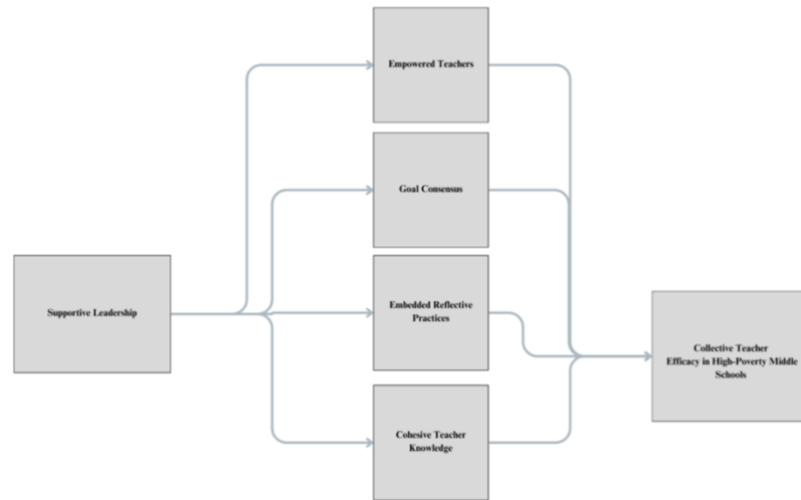 Empowered Teachers
Goal Consensus
Supportive Leadership
Embedded Reflective
Practices
Collective Teacher
Efficacy in High-Poverty Middle
Schools
Cohesive Teacher
Knowledge